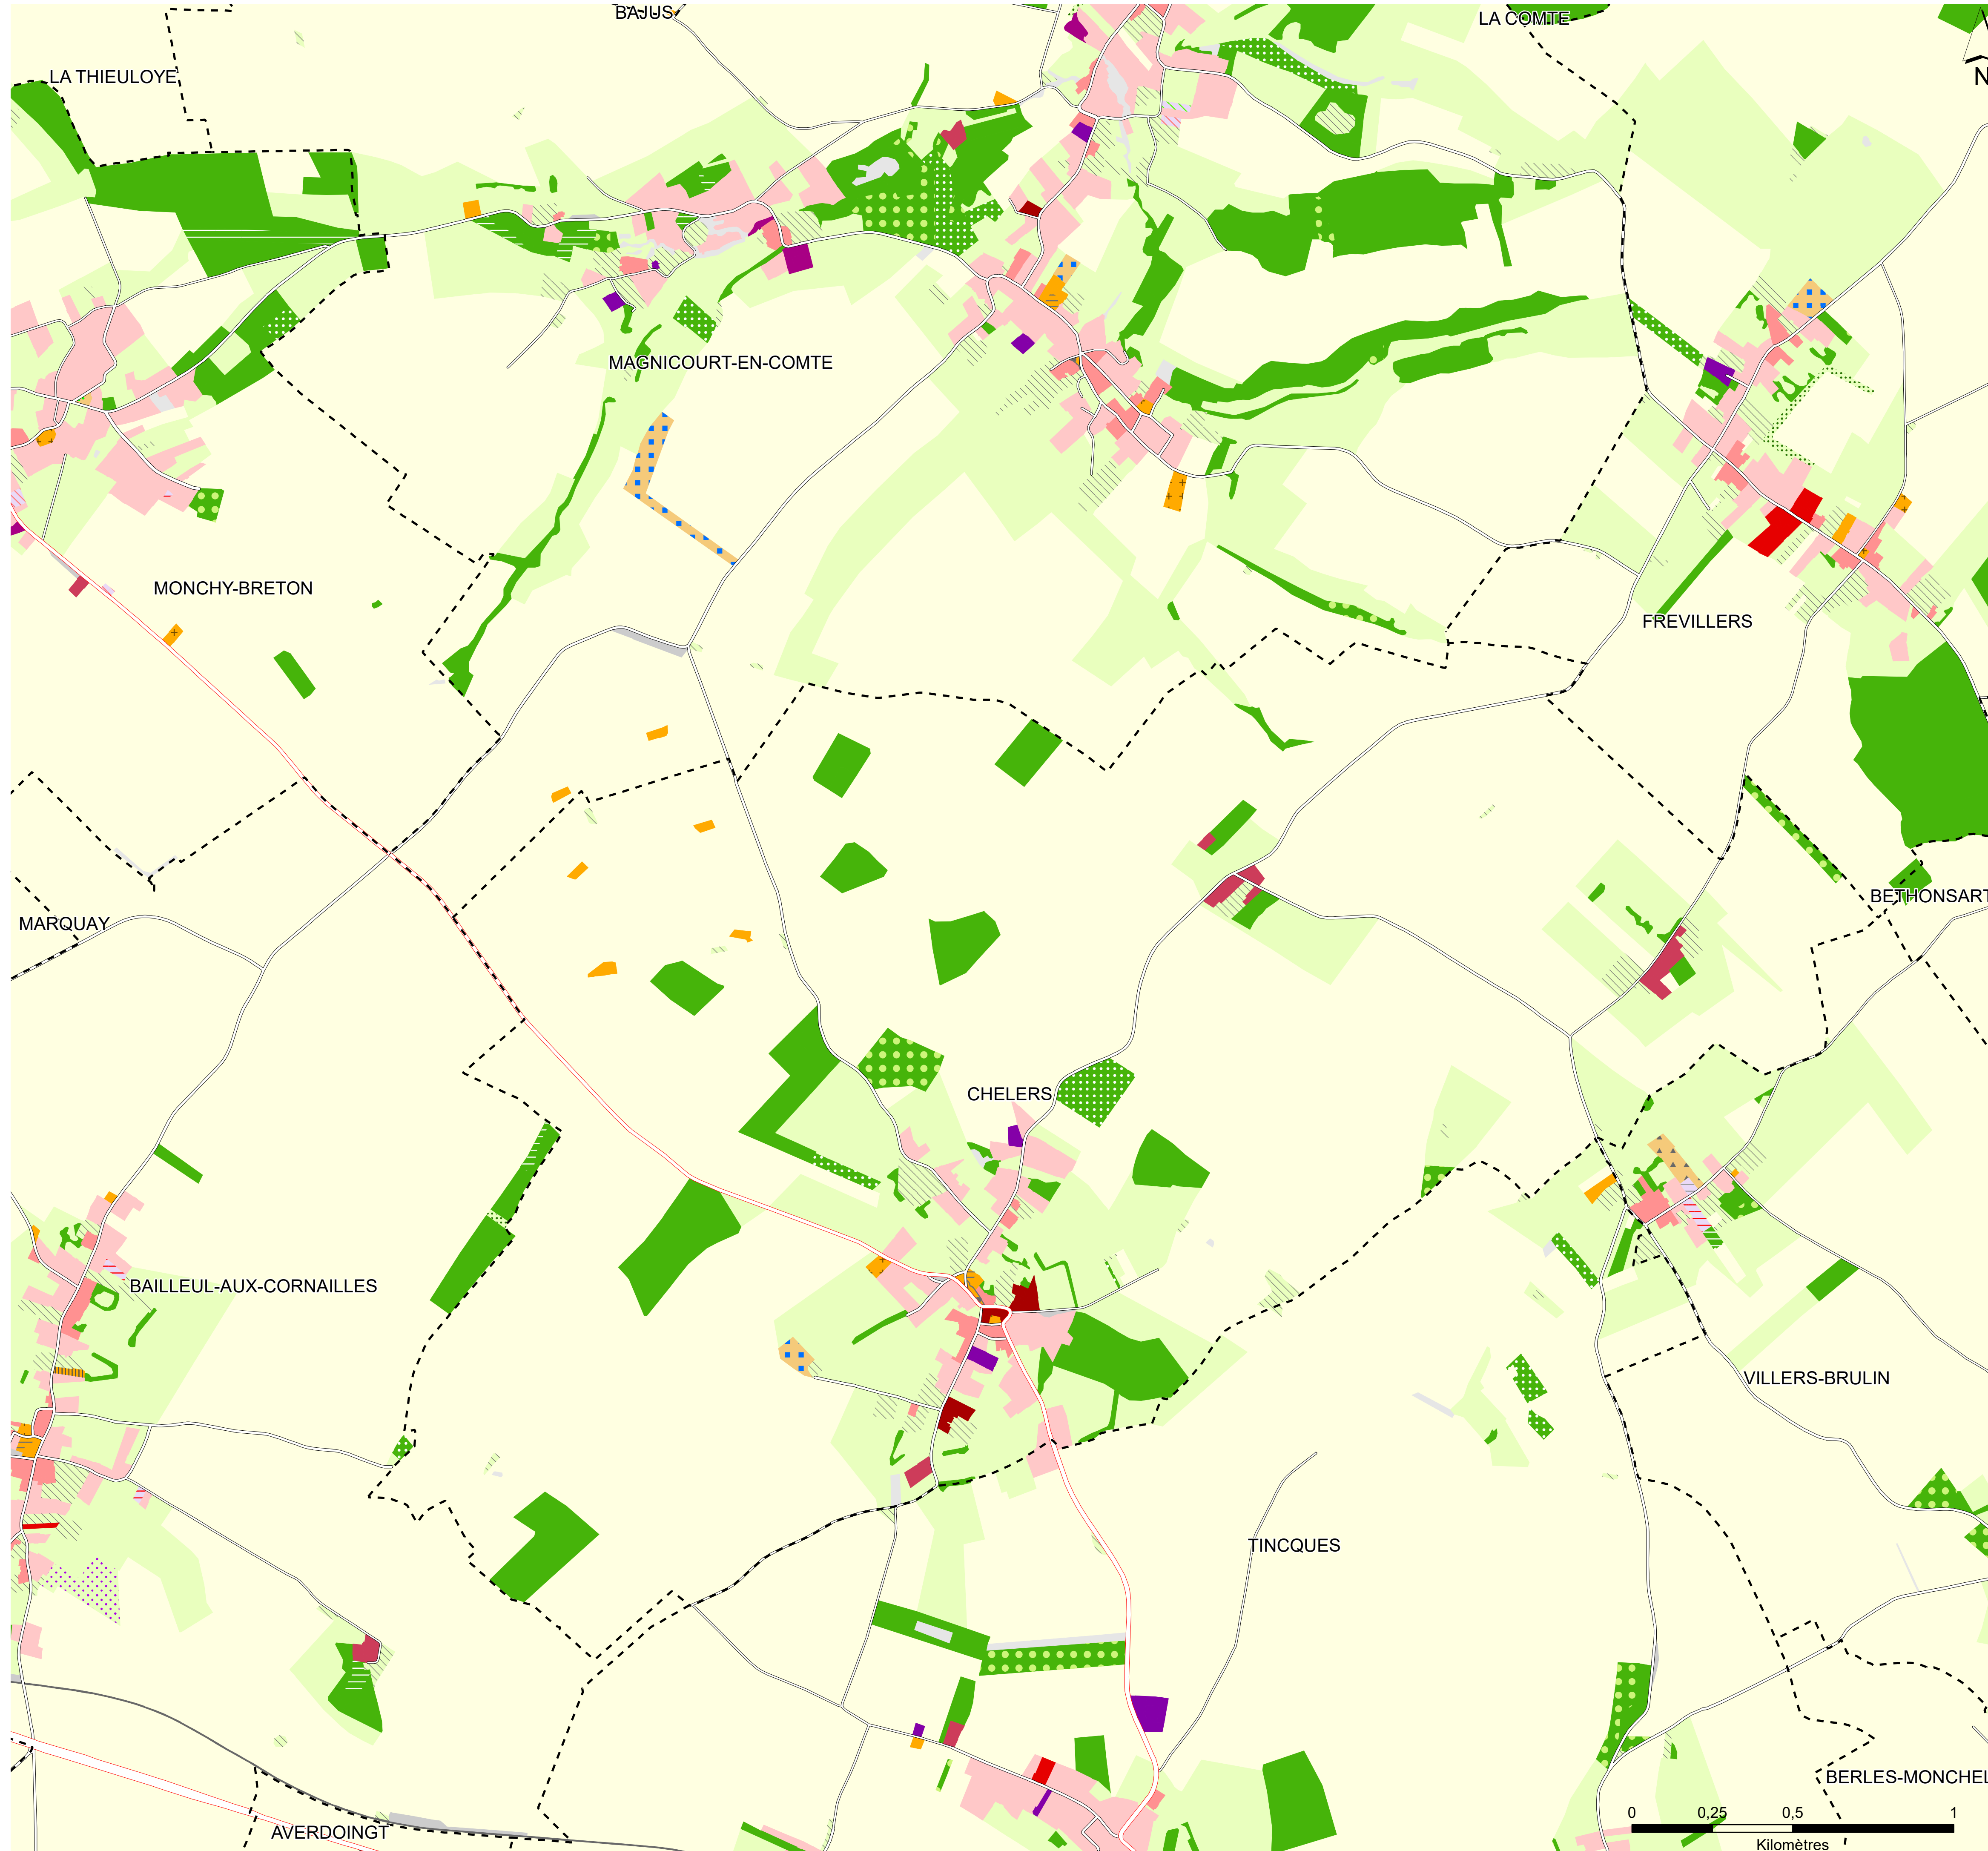 BAJUS
LA COMTE
LA THIEULOYE
N
MAGNICOURT-EN-COMTE
MONCHY-BRETON
FREVILLERS
BETHONSART
MARQUAY
CHELERS
BAILLEUL-AUX-CORNAILLES
VILLERS-BRULIN
TINCQUES
BERLES-MONCHEL
AVERDOINGT
0 0,25 0,5 1
Kilomètres